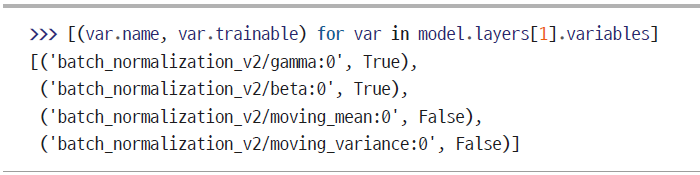 >>> [(var.name, var.trainable) for var in model.layers[1].variables]
[('batch_normalization_v2/gamma:0', True),
 ('batch_normalization_v2/beta:0', True),
 ('batch_normalization_v2/moving_mean:0', False),
 ('batch_normalization_v2/moving_variance:0', False)]